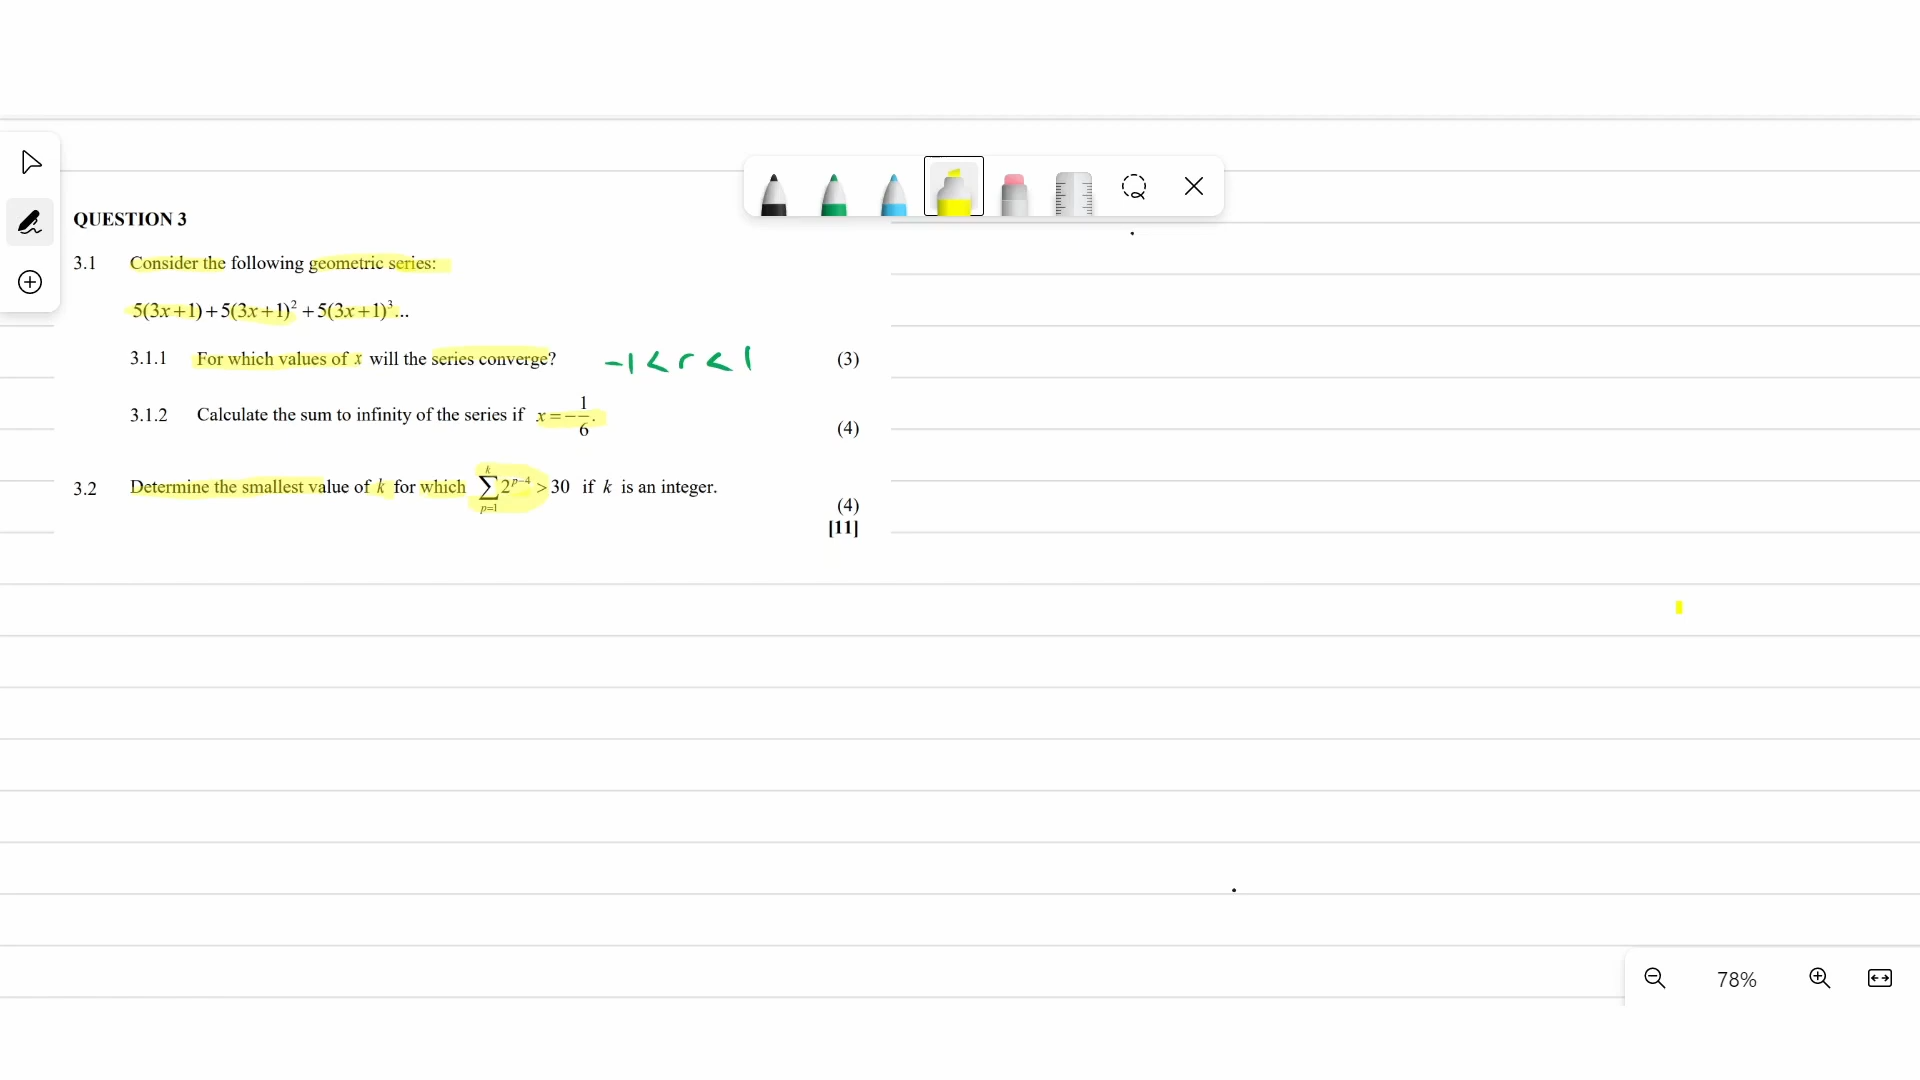 QUESTION 3
3.1 Consider the following geometric series:
5(3x+1)+5(3x+1)²+5(3x+1)³...
3.1.1 For which values of x will the series converge? -1 < r < 1 (3)
3.1.2 Calculate the sum to infinity of the series if x = -1/6. (4)
3.2 Determine the smallest value of k for which ∑_{p=1}^{k} 2^{p-4} > 30 if k is an integer. (4)
[11]
78%